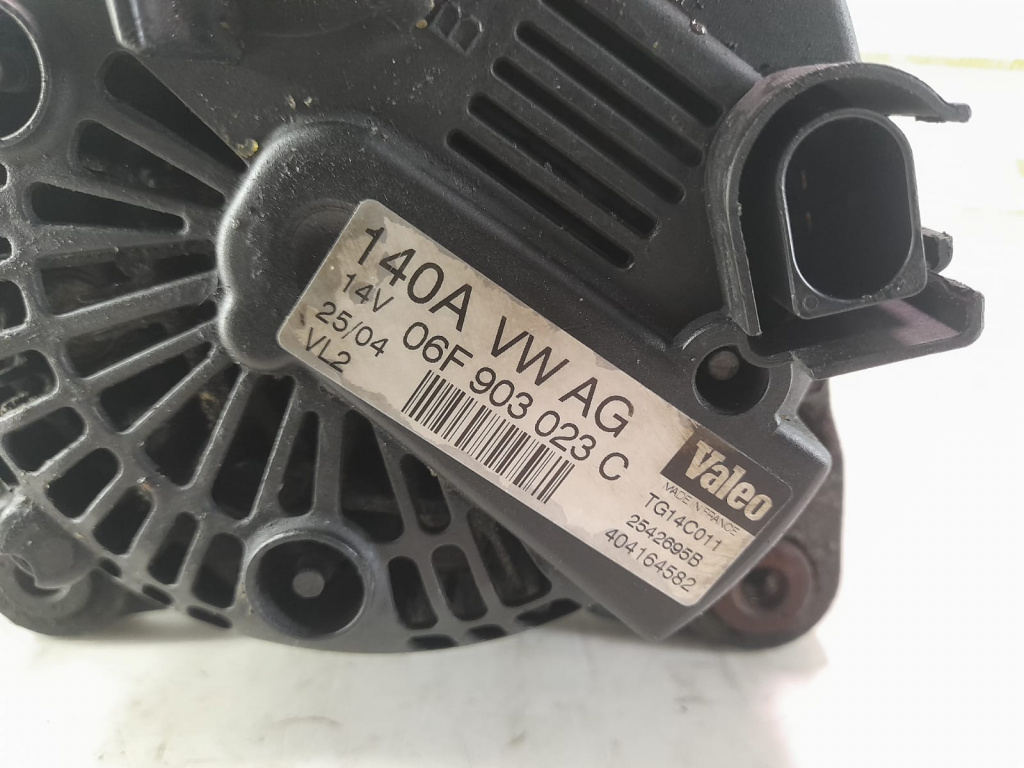 140A VW AG
14V 06F 903 023 C
25/04
VL2
Valeo
MADE IN FRANCE
TG14C011
2542695B
404164582